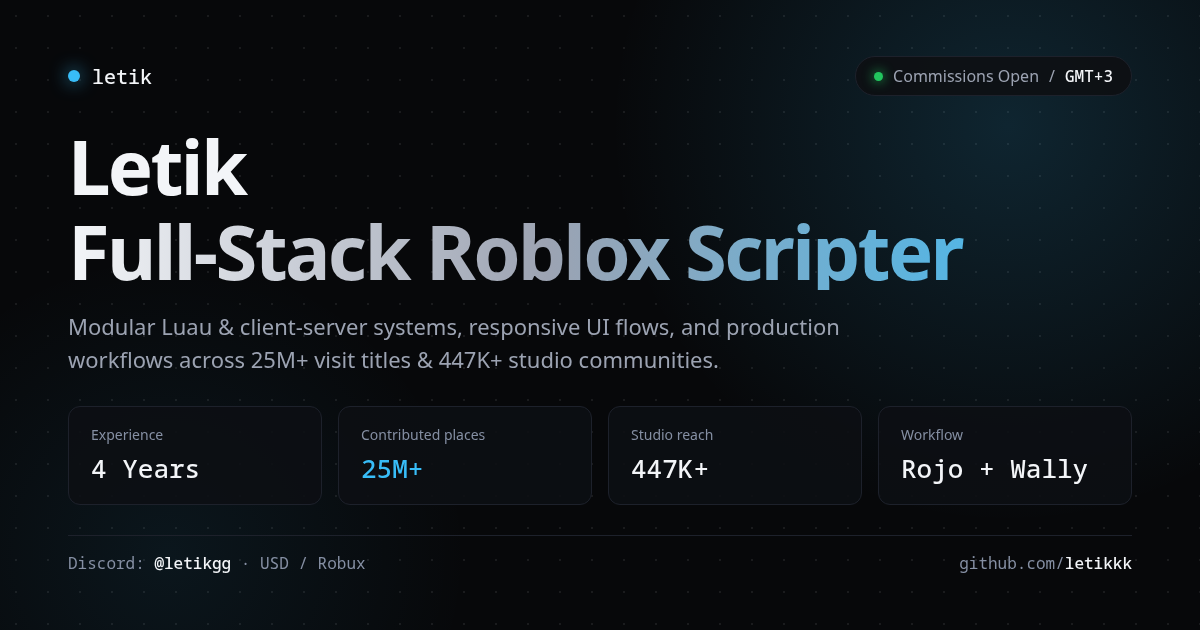 letik
Commissions Open / GMT+3
Letik
Full-Stack Roblox Scripter
Modular Luau & client-server systems, responsive UI flows, and production
workflows across 25M+ visit titles & 447K+ studio communities.
Experience
4 Years
Contributed places
25M+
Studio reach
447K+
Workflow
Rojo + Wally
Discord: @letikgg · USD / Robux
github.com/letikkk